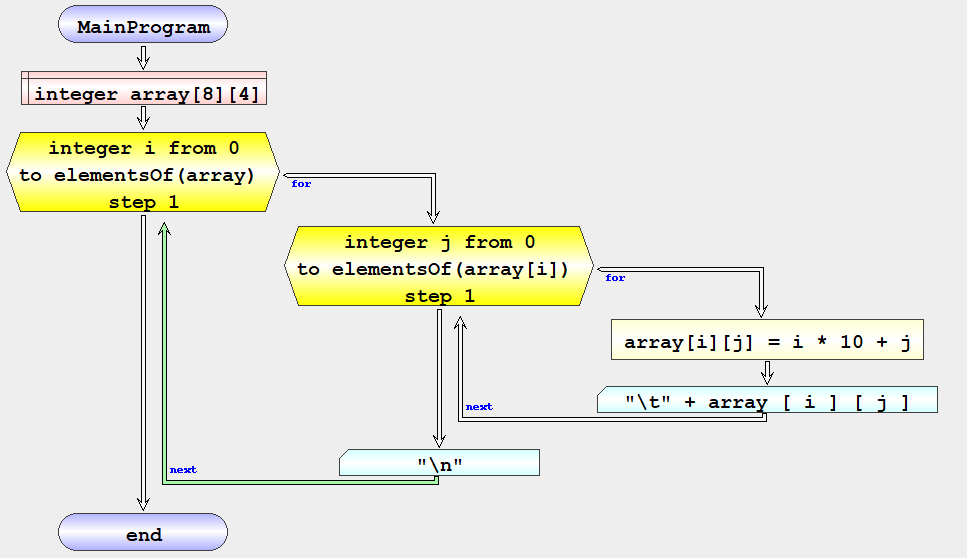 MainProgram
integer array[8][4]
integer i from 0
to elementsOf(array)
step 1
for
integer j from 0
to elementsOf(array[i])
step 1
for
array[i][j] = i * 10 + j
"\t" + array [ i ] [ j ]
next
"\n"
next
end